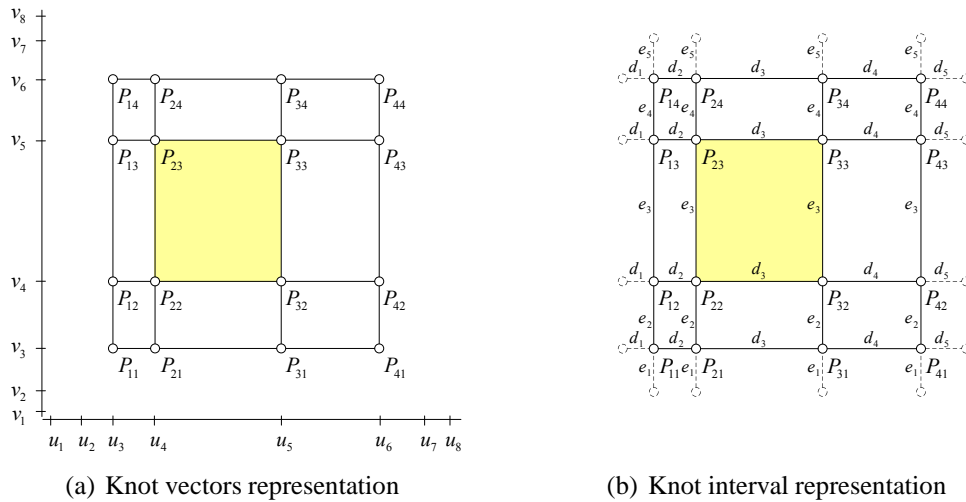 v₈
v₇
v₆
P₁₄ P₂₄ P₃₄ P₄₄
v₅
P₁₃ P₂₃ P₃₃ P₄₃
v₄
P₁₂ P₂₂ P₃₂ P₄₂
v₃
P₁₁ P₂₁ P₃₁ P₄₁
v₂
v₁
u₁ u₂ u₃ u₄ u₅ u₆ u₇ u₈
(a) Knot vectors representation
e₅ e₅ e₅ e₅
d₁ d₂ d₃ d₄ d₅
P₁₄ P₂₄ P₃₄ P₄₄
e₄ e₄ e₄ e₄
d₁ d₂ d₃ d₄ d₅
P₁₃ P₂₃ P₃₃ P₄₃
e₃ e₃ e₃ e₃
d₁ d₂ d₃ d₄ d₅
P₁₂ P₂₂ P₃₂ P₄₂
e₂ e₂ e₂ e₂
d₁ d₂ d₃ d₄ d₅
P₁₁ P₂₁ P₃₁ P₄₁
e₁ e₁ e₁ e₁
(b) Knot interval representation